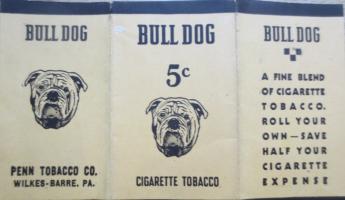 BULL DOG
PENN TOBACCO CO.
WILKES-BARRE, PA.
BULL DOG
5c
CIGARETTE TOBACCO
BULL DOG
A FINE BLEND
OF CIGARETTE
TOBACCO.
ROLL YOUR
OWN—SAVE
HALF YOUR
CIGARETTE
EXPENSE